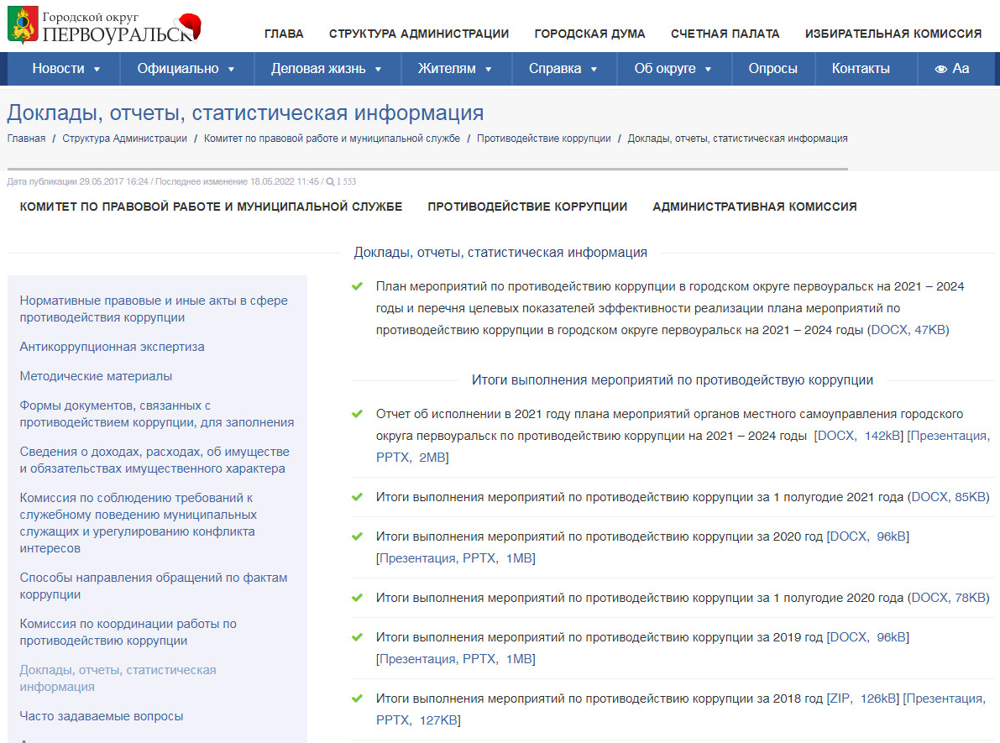 Городской округ
ПЕРВОУРАЛЬСК
ГЛАВА СТРУКТУРА АДМИНИСТРАЦИИ ГОРОДСКАЯ ДУМА СЧЕТНАЯ ПАЛАТА ИЗБИРАТЕЛЬНАЯ КОМИССИЯ
Новости Официально Деловая жизнь Жителям Справка Об округе Опросы Контакты Аа
Доклады, отчеты, статистическая информация
Главная / Структура Администрации / Комитет по правовой работе и муниципальной службе / Противодействие коррупции / Доклады, отчеты, статистическая информация
Дата публикации 29.05.2017 16:24 / Последнее изменение 18.05.2022 11:45 / 1 553
КОМИТЕТ ПО ПРАВОВОЙ РАБОТЕ И МУНИЦИПАЛЬНОЙ СЛУЖБЕ ПРОТИВОДЕЙСТВИЕ КОРРУПЦИИ АДМИНИСТРАТИВНАЯ КОМИССИЯ
Нормативные правовые и иные акты в сфере
противодействия коррупции
Антикоррупционная экспертиза
Методические материалы
Формы документов, связанных с
противодействием коррупции, для заполнения
Сведения о доходах, расходах, об имуществе
и обязательствах имущественного характера
Комиссия по соблюдению требований к
служебному поведению муниципальных
служащих и урегулированию конфликта
интересов
Способы направления обращений по фактам
коррупции
Комиссия по координации работы по
противодействию коррупции
Доклады, отчеты, статистическая
информация
Часто задаваемые вопросы
Доклады, отчеты, статистическая информация
План мероприятий по противодействию коррупции в городском округе первоуральск на 2021 – 2024
годы и перечня целевых показателей эффективности реализации плана мероприятий по
противодействию коррупции в городском округе первоуральск на 2021 – 2024 годы (DOCX, 47KB)
Итоги выполнения мероприятий по противодействую коррупции
Отчет об исполнении в 2021 году плана мероприятий органов местного самоуправления городского
округа первоуральск по противодействию коррупции на 2021 – 2024 годы [DOCX, 142kB] [Презентация,
PPTX, 2MB]
Итоги выполнения мероприятий по противодействию коррупции за 1 полугодие 2021 года (DOCX, 85KB)
Итоги выполнения мероприятий по противодействию коррупции за 2020 год [DOCX, 96kB]
[Презентация, PPTX, 1MB]
Итоги выполнения мероприятий по противодействию коррупции за 1 полугодие 2020 года (DOCX, 78KB)
Итоги выполнения мероприятий по противодействию коррупции за 2019 год [DOCX, 96kB]
[Презентация, PPTX, 1MB]
Итоги выполнения мероприятий по противодействию коррупции за 2018 год [ZIP, 126kB] [Презентация,
PPTX, 127KB]